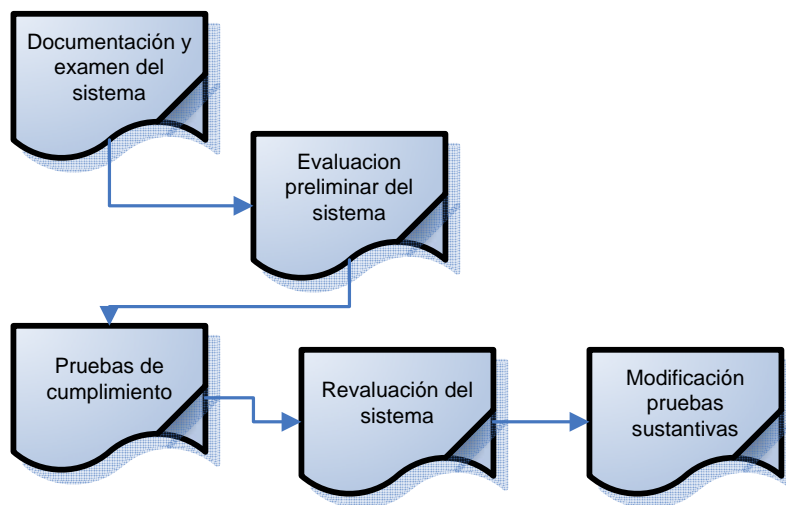 Documentación y
examen del
sistema
Evaluacion
preliminar del
sistema
Pruebas de
cumplimiento
Revaluación del
sistema
Modificación
pruebas
sustantivas